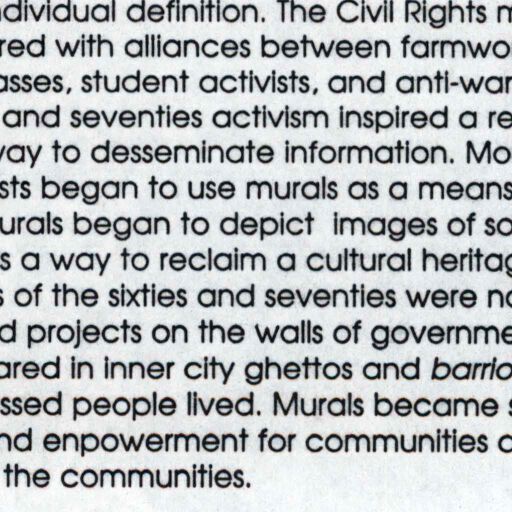 dividual definition. The Civil Rights m
red with alliances between farmwo
asses, student activists, and anti-war
and seventies activism inspired a re
way to desseminate information. Mo
sts began to use murals as a means
urals began to depict images of so
s a way to reclaim a cultural heritag
s of the sixties and seventies were no
d projects on the walls of governme
ared in inner city ghettos and barrio
ssed people lived. Murals became s
nd enpowerment for communities o
the communities.